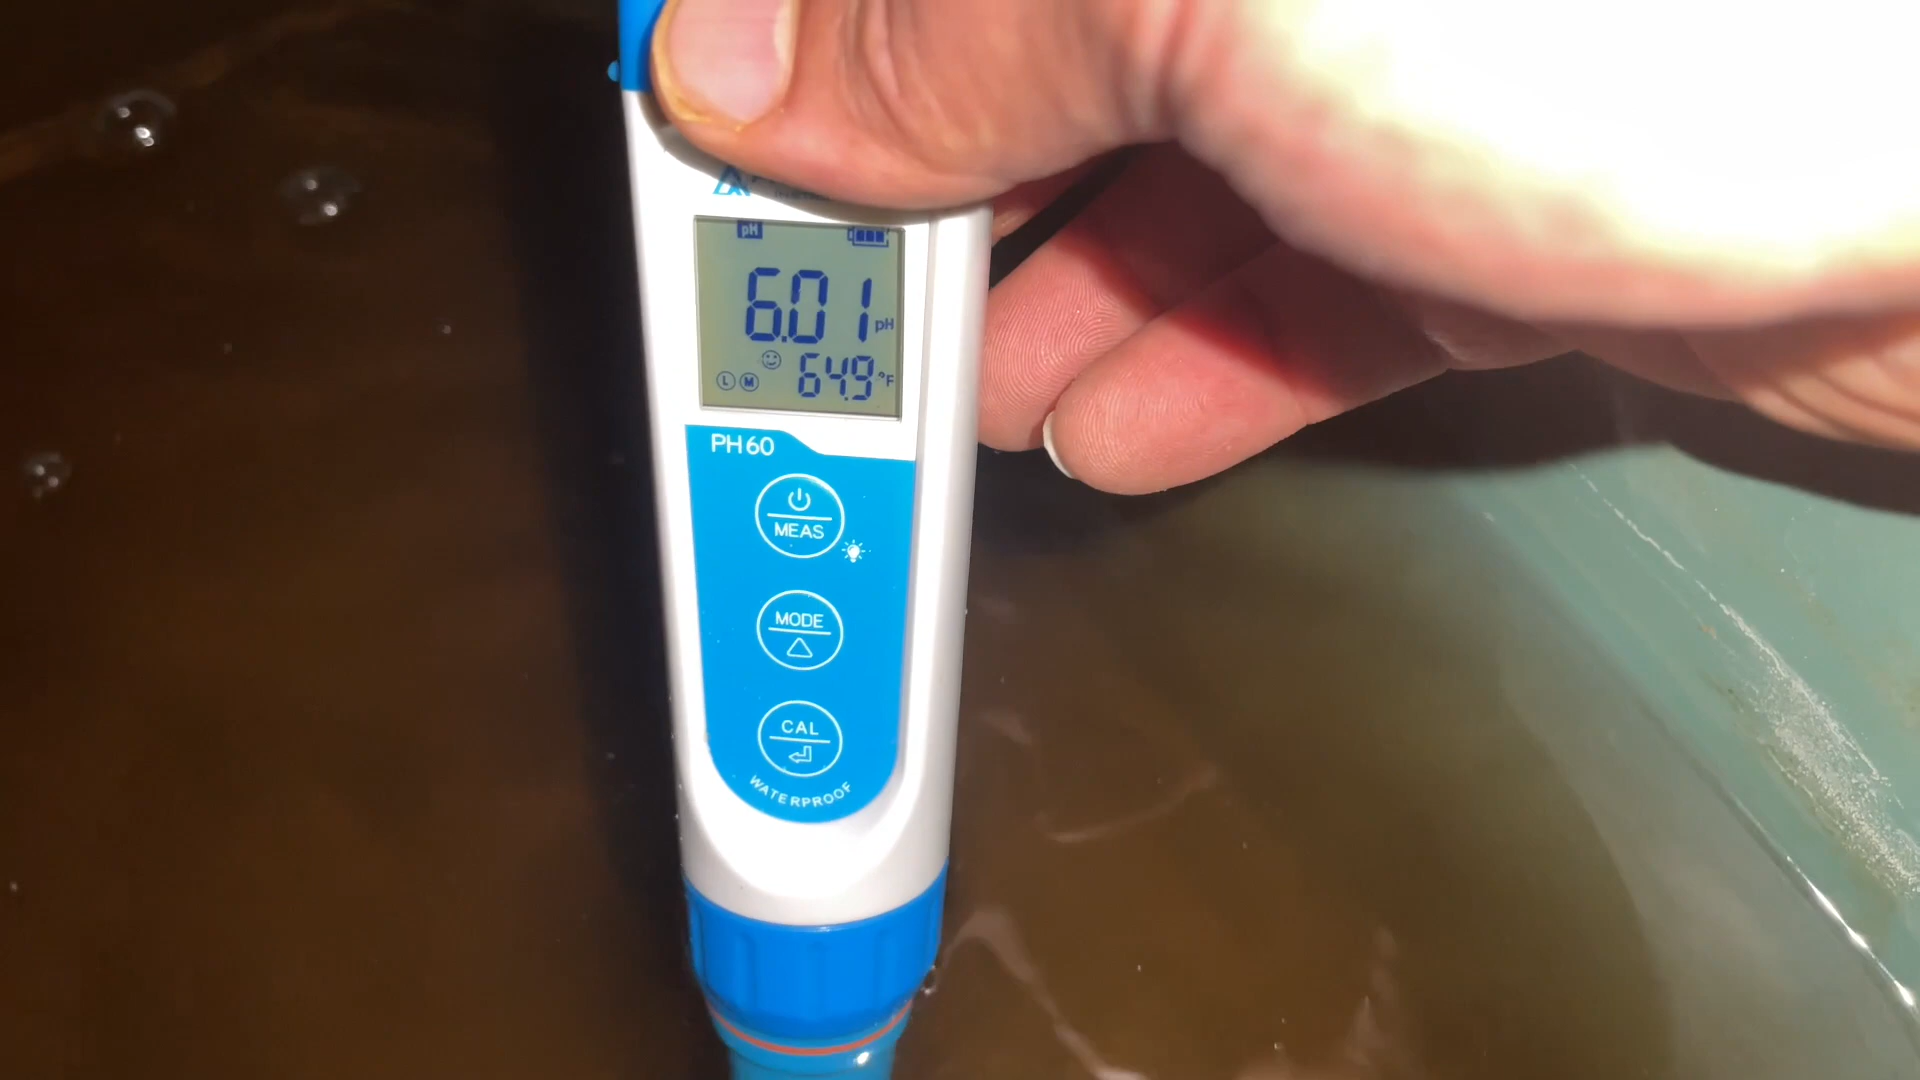 pH
6.01 pH
64.9 °F
L M
PH60
MEAS
MODE
CAL
WATERPROOF